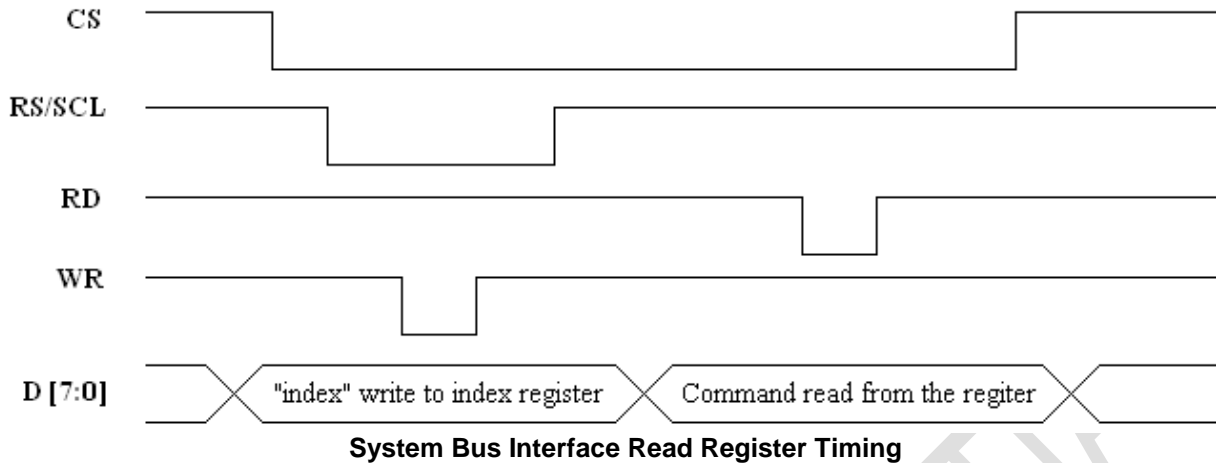 CS
RS/SCL
RD
WR
D [7:0] "index" write to index register Command read from the regiter
System Bus Interface Read Register Timing